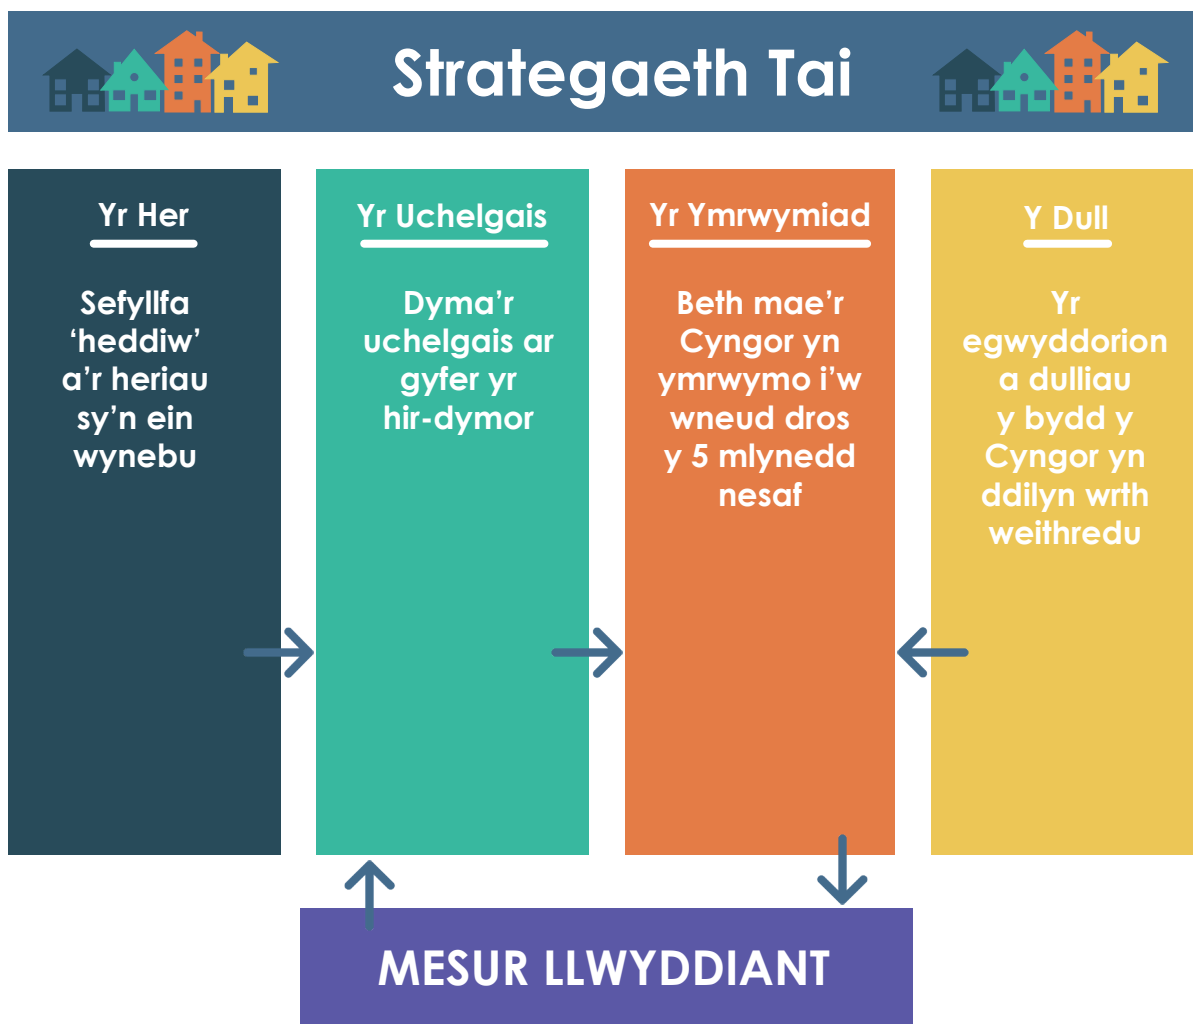 Strategaeth Tai
Yr Her
Sefyllfa
‘heddiw’
a’r heriau
sy’n ein
wynebu
Yr Uchelgais
Dyma’r
uchelgais ar
gyfer yr
hir-dymor
Yr Ymrwymiad
Beth mae’r
Cyngor yn
ymrwymo i’w
wneud dros
y 5 mlynedd
nesaf
Y Dull
Yr
egwyddorion
a dulliau
y bydd y
Cyngor yn
ddilyn wrth
weithredu
MESUR LLWYDDIANT